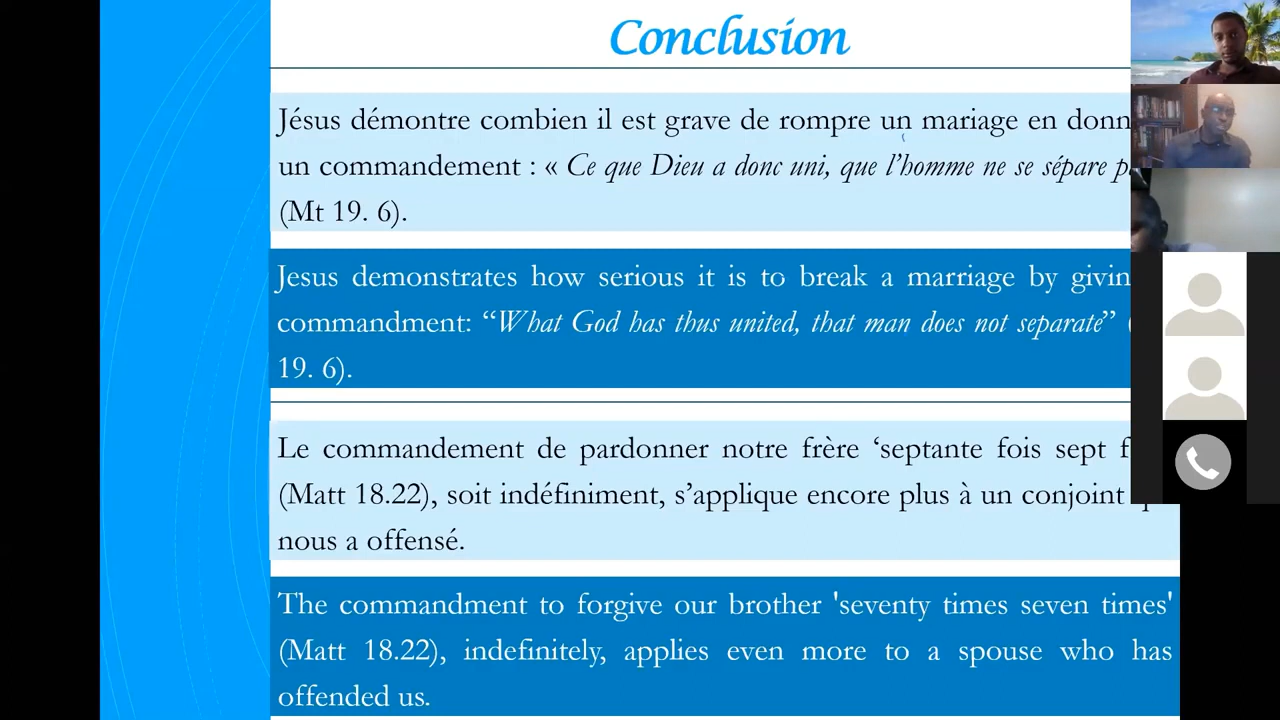 Conclusion
Jésus démontre combien il est grave de rompre un mariage en donn
un commandement : « Ce que Dieu a donc uni, que l’homme ne se sépare
(Mt 19. 6).
Jesus demonstrates how serious it is to break a marriage by givin
commandment: “What God has thus united, that man does not separate” (
19. 6).
Le commandement de pardonner notre frère ‘septante fois sept
(Matt 18.22), soit indéfiniment, s’applique encore plus à un conjoint
nous a offensé.
The commandment to forgive our brother 'seventy times seven times'
(Matt 18.22), indefinitely, applies even more to a spouse who has
offended us.